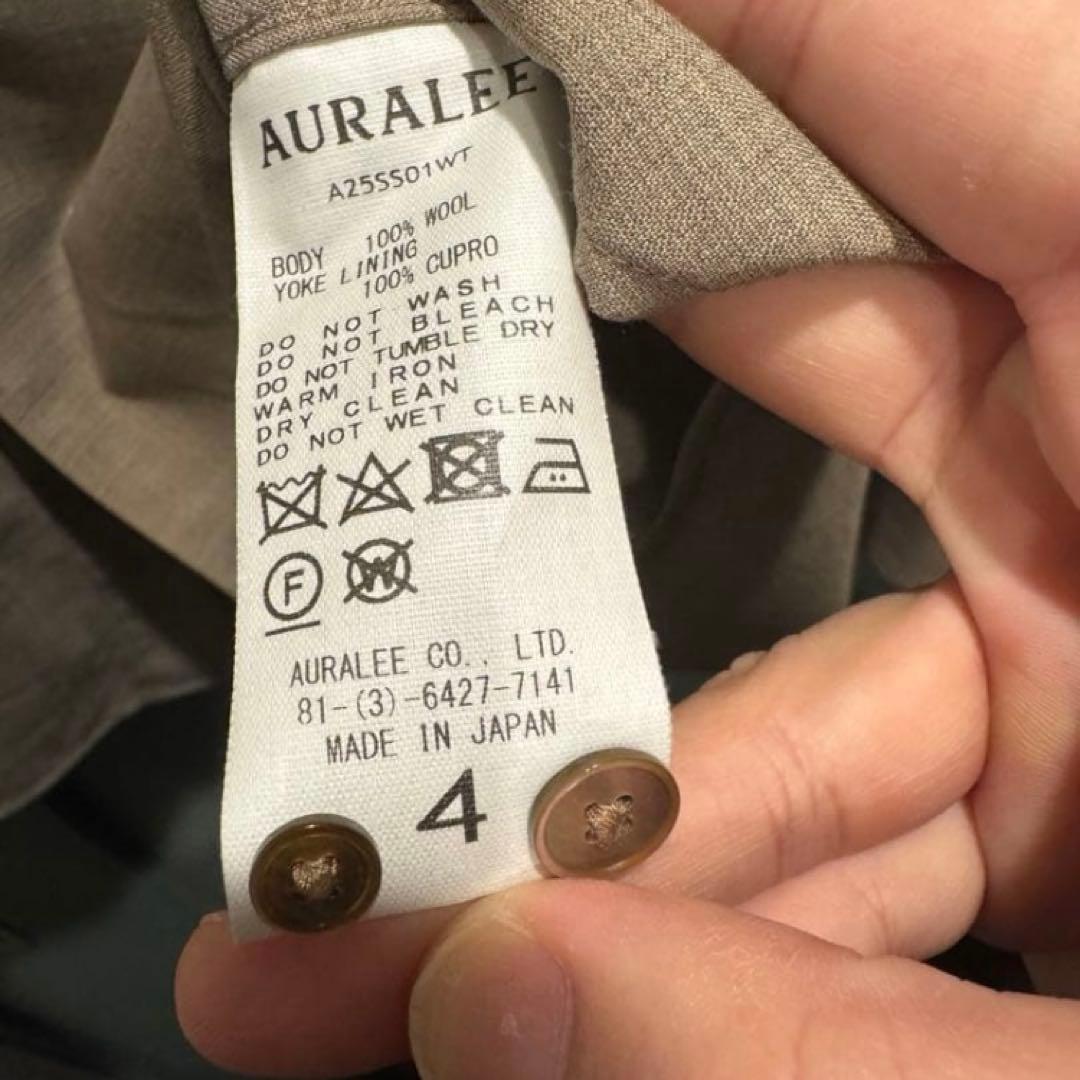 AURALEE
A25SS01WT
BODY 100% WOOL
YOKE LINING
100% CUPRO
DO NOT WASH
DO NOT BLEACH
DO NOT TUMBLE DRY
WARM IRON
DRY CLEAN
DO NOT WET CLEAN
F W
AURALEE CO., LTD.
81-(3)-6427-7141
MADE IN JAPAN
4